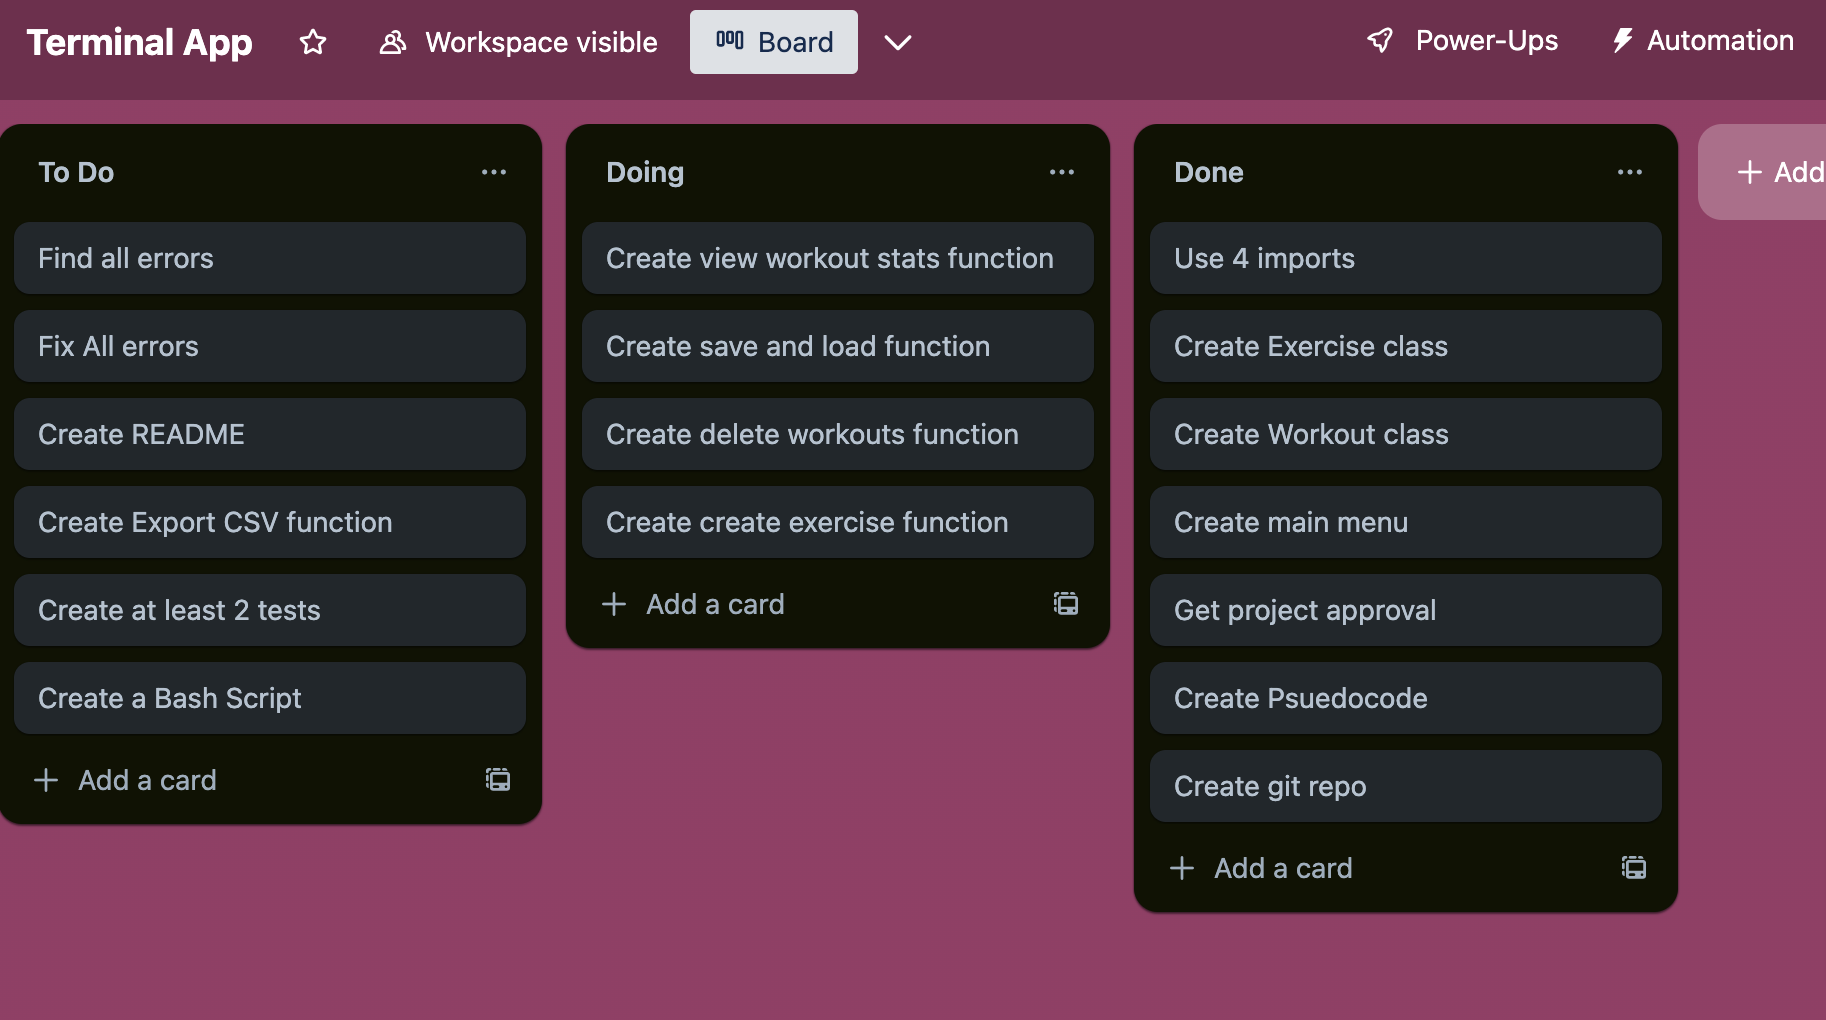 Terminal App
Workspace visible
Board
Power-Ups
Automation
To Do
Find all errors
Fix All errors
Create README
Create Export CSV function
Create at least 2 tests
Create a Bash Script
Add a card
Doing
Create view workout stats function
Create save and load function
Create delete workouts function
Create create exercise function
Add a card
Done
Use 4 imports
Create Exercise class
Create Workout class
Create main menu
Get project approval
Create Psuedocode
Create git repo
Add a card
Add